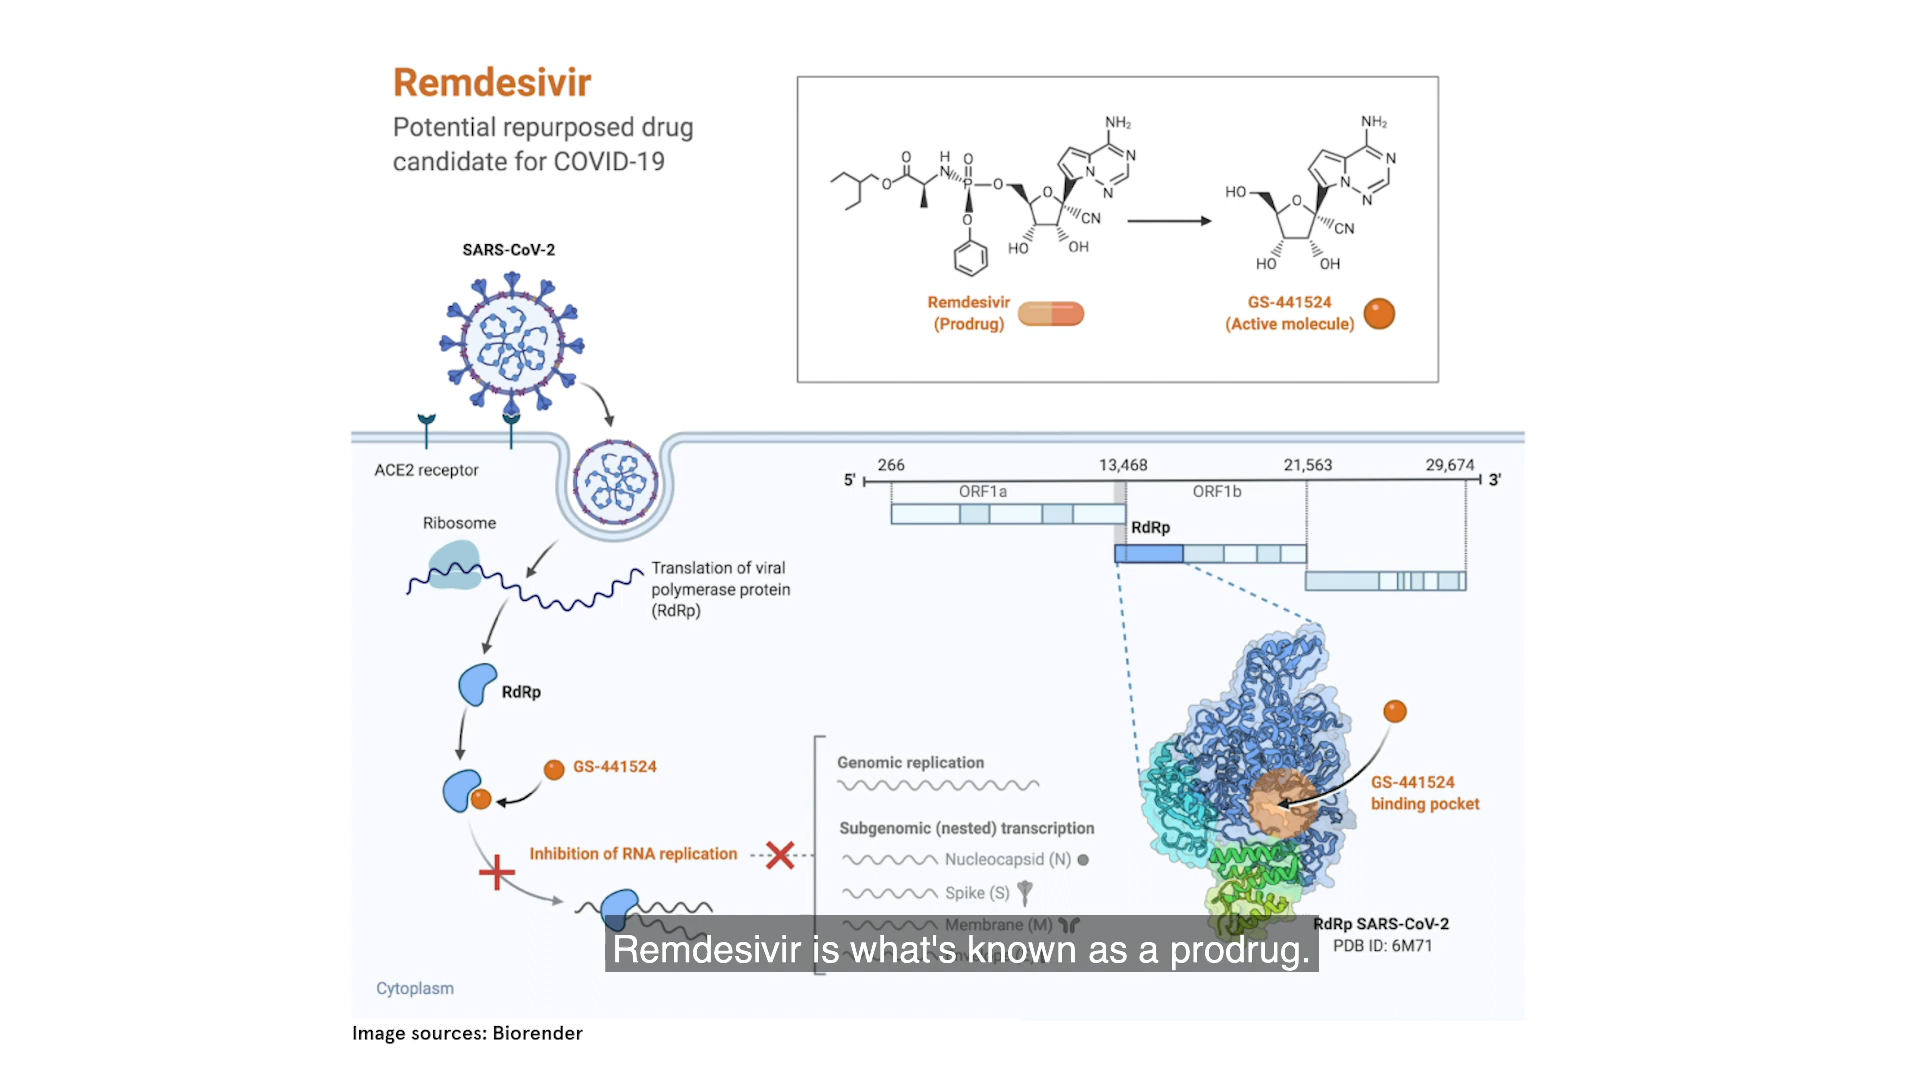 Remdesivir
Potential repurposed drug
candidate for COVID-19
NH₂
O
H
N
O
P
O
O
O
O
N
N
N
CN
HO
OH
NH₂
HO
O
N
N
N
CN
HO
OH
Remdesivir
(Prodrug)
GS-441524
(Active molecule)
SARS-CoV-2
ACE2 receptor
Ribosome
Translation of viral
polymerase protein
(RdRp)
RdRp
GS-441524
Inhibition of RNA replication
5'
266
13,468
21,563
29,674
3'
ORF1a
ORF1b
RdRp
Genomic replication
Subgenomic (nested) transcription
Nucleocapsid (N)
Spike (S)
Membrane (M)
GS-441524
binding pocket
RdRp SARS-CoV-2
PDB ID: 6M71
Remdesivir is what's known as a prodrug.
Cytoplasm
Image sources: Biorender